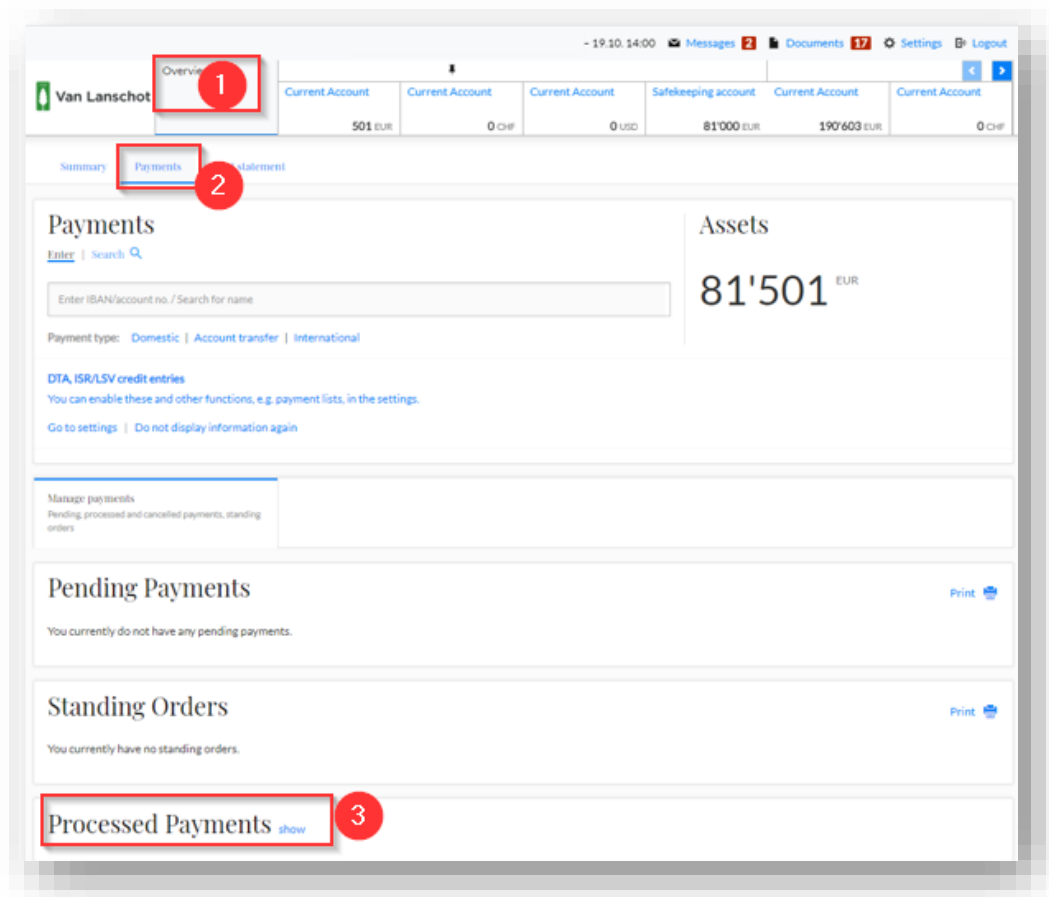 - 19.10. 14:00 Messages 2 Documents 17 Settings Logout
Van Lanschot
1
Current Account
501 EUR
Current Account
0 CHF
Current Account
0 USD
Safekeeping account
81'000 EUR
Current Account
190'603 EUR
Current Account
0 CHF
Summary Payments statement
2
Payments
Enter | Search
Enter IBAN/account no. / Search for name
Payment type: Domestic | Account transfer | International
Assets
81'501 EUR
DTA, ISR/LSV credit entries
You can enable these and other functions, e.g. payment lists, in the settings.
Go to settings | Do not display information again
Manage payments
Pending, processed and cancelled payments, standing
orders
Pending Payments
Print
You currently do not have any pending payments.
Standing Orders
Print
You currently have no standing orders.
Processed Payments show
3